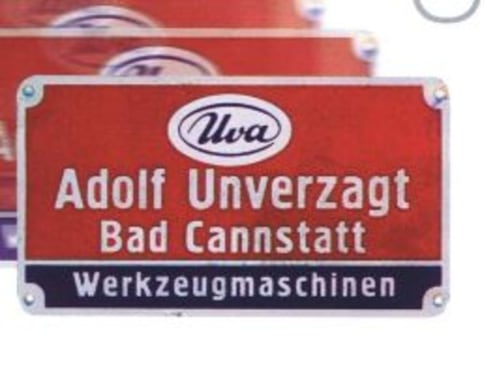 Uva
Adolf Unverzagt
Bad Cannstatt
Werkzeugmaschinen